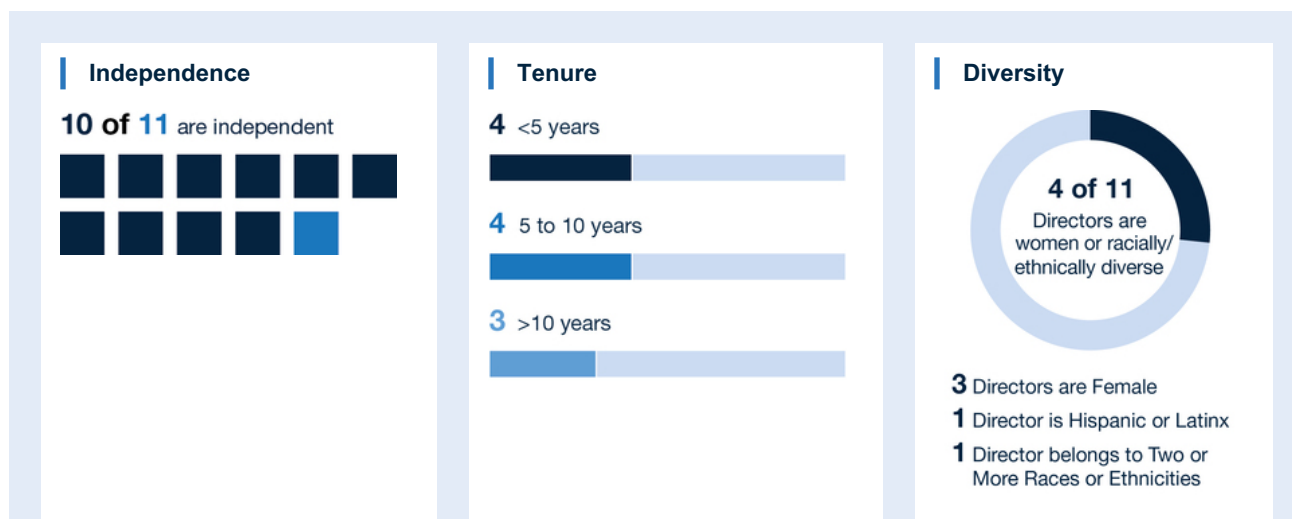 Independence
10 of 11 are independent
Tenure
4 <5 years
4 5 to 10 years
3 >10 years
Diversity
4 of 11
Directors are
women or racially/
ethnically diverse
3 Directors are Female
1 Director is Hispanic or Latinx
1 Director belongs to Two or
More Races or Ethnicities